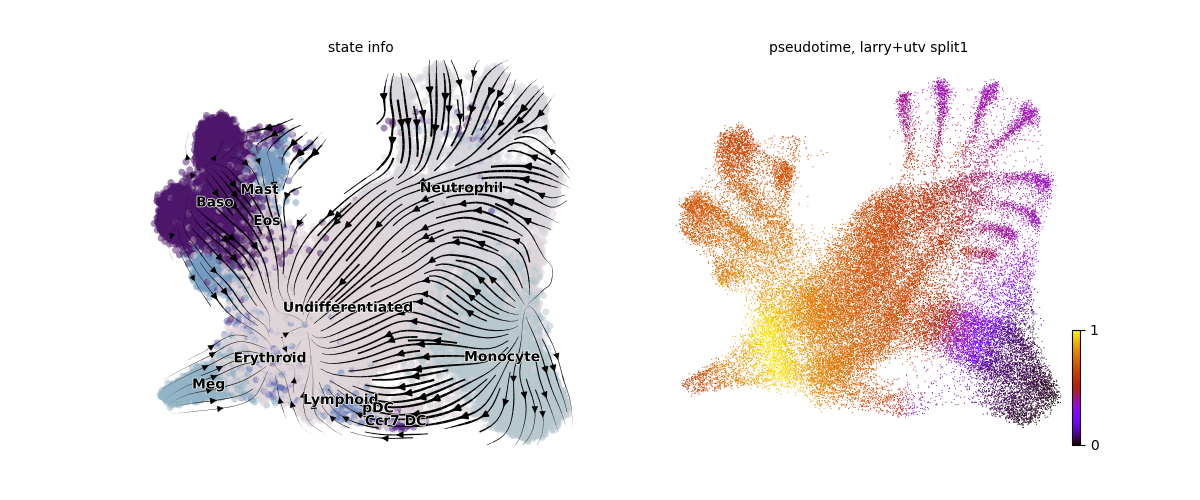 state info
pseudotime, larry+utv split1
Mast
Baso
Neutrophil
Eos
Undifferentiated
Erythroid
Monocyte
Meg
Lymphoid
pDC
Ccr7 DC
1
0